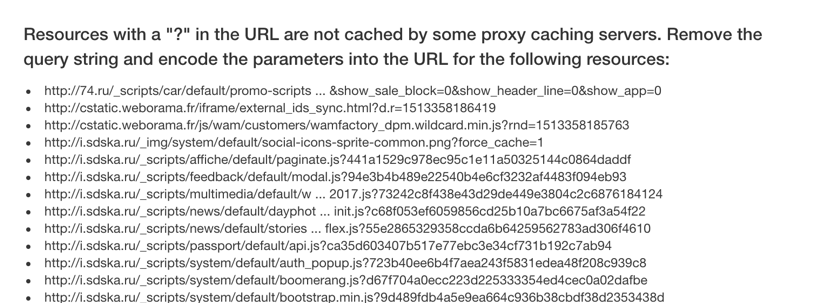 Resources with a "?" in the URL are not cached by some proxy caching servers. Remove the
query string and encode the parameters into the URL for the following resources:
• http://74.ru/_scripts/car/default/promo-scripts ... &show_sale_block=0&show_header_line=0&show_app=0
• http://cstatic.weborama.fr/iframe/external_ids_sync.html?d.r=1513358186419
• http://cstatic.weborama.fr/js/wam/customers/wamfactory_dpm.wildcard.min.js?rnd=1513358185763
• http://i.sdska.ru/_img/system/default/social-icons-sprite-common.png?force_cache=1
• http://i.sdska.ru/_scripts/affiche/default/paginate.js?441a1529c978ec95c1e11a50325144c0864daddf
• http://i.sdska.ru/_scripts/feedback/default/modal.js?94e3b4b489e22540b4e6cf3232af4483f094eb93
• http://i.sdska.ru/_scripts/multimedia/default/w ... 2017.js?73242c8f438e43d29de449e3804c2c6876184124
• http://i.sdska.ru/_scripts/news/default/dayphot ... init.js?c68f053ef6059856cd25b10a7bc6675af3a54f22
• http://i.sdska.ru/_scripts/news/default/stories ... flex.js?55e2865329358ccda6b64259562783ad306f4610
• http://i.sdska.ru/_scripts/passport/default/api.js?ca35d603407b517e77ebc3e34cf731b192c7ab94
• http://i.sdska.ru/_scripts/system/default/auth_popup.js?723b40ee6b4f7aea243f5831edea48f208c939c8
• http://i.sdska.ru/_scripts/system/default/boomerang.js?d67f704a0ecc223d225333354ed4cec0a02dafbe
• http://i.sdska.ru/_scripts/system/default/bootstrap.min.js?9d489fdb4a5e9ea664c936b38cbdf38d2353438d